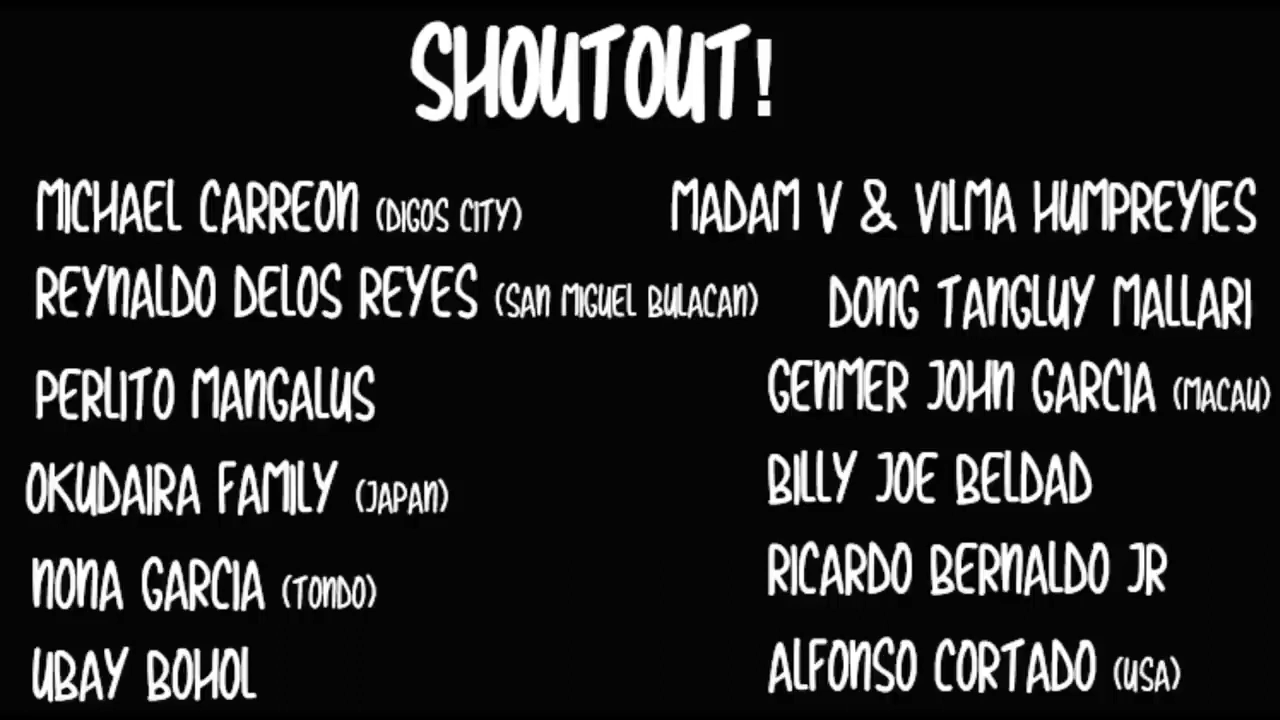 SHOUTOUT!
MICHAEL CARREON (DIGOS CITY)
REYNALDO DELOS REYES (SAN MIGUEL BULACAN)
PERLITO MANGALUS
OKUDAIRA FAMILY (JAPAN)
NONA GARCIA (TONDO)
UBAY BOHOL
MADAM V & VILMA HUMPREYIES
DONG TANGLUY MALLARI
GENMER JOHN GARCIA (MACAU)
BILLY JOE BELDAD
RICARDO BERNALDO JR
ALFONSO CORTADO (USA)